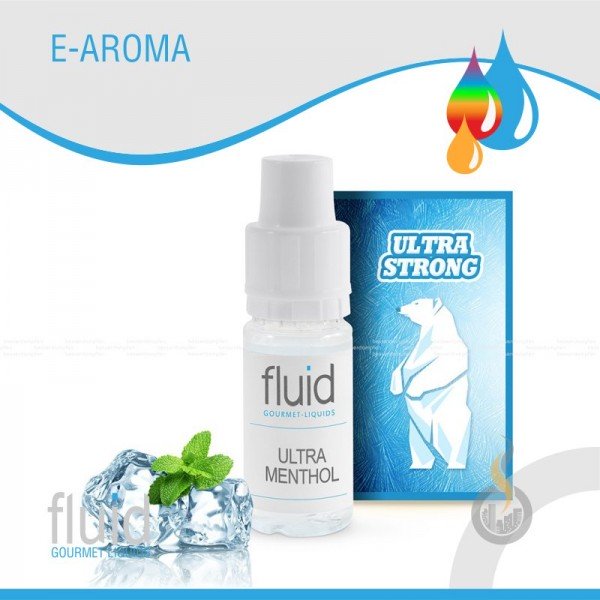 E-AROMA
ULTRA
STRONG
fluid
GOURMET-LIQUIDS
ULTRA
MENTHOL
fluid
GOURMET LIQUIDS